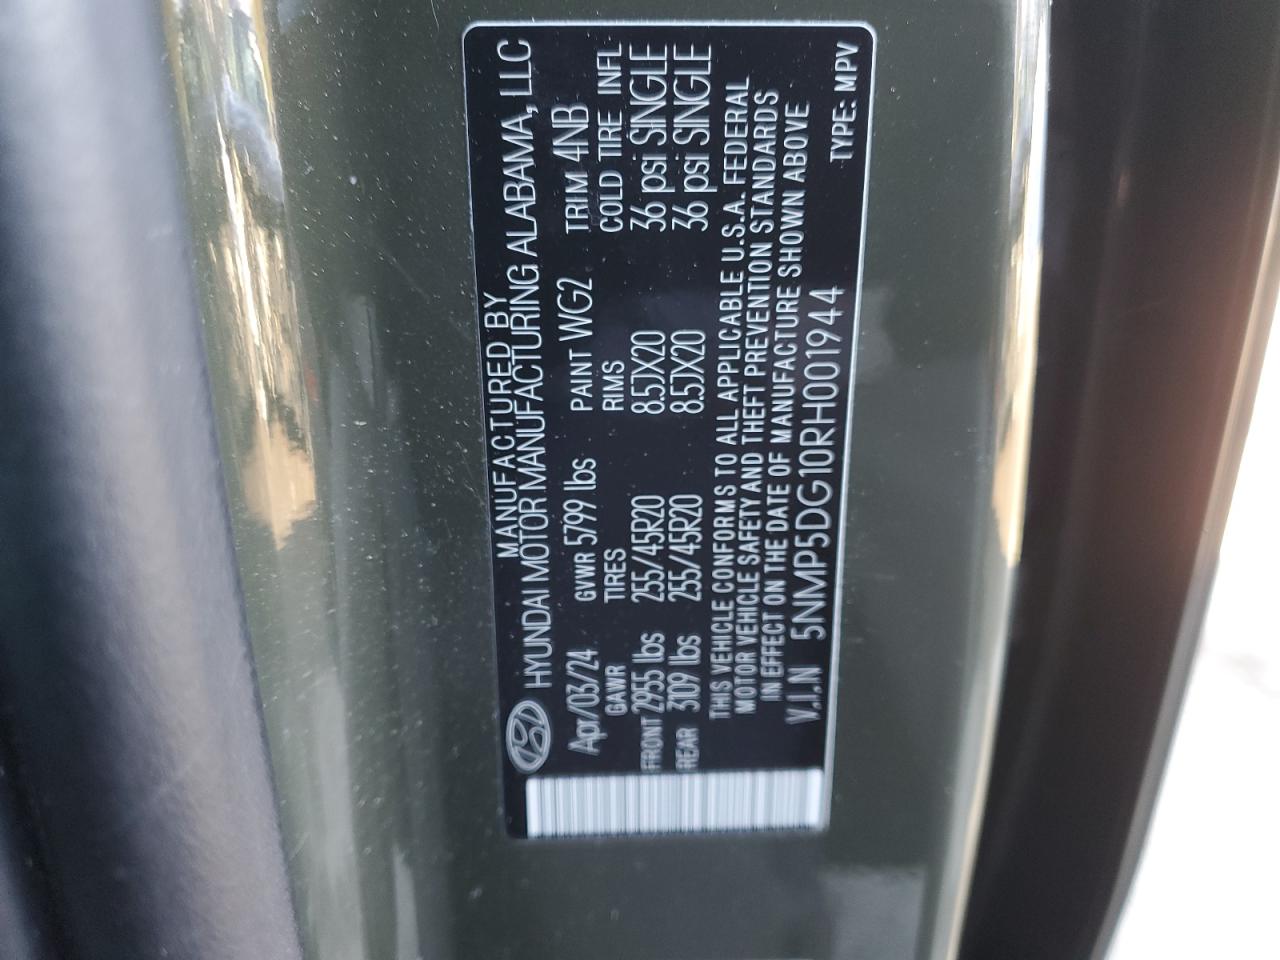 MANUFACTURED BY
HYUNDAI MOTOR MANUFACTURING ALABAMA, LLC
Apr/03/24 GVWR 5799 lbs PAINT WG2 TRIM 4NB
GAWR TIRES RIMS COLD TIRE INFL
FRONT 2955 lbs 255/45R20 8.5JX20 36 psi SINGLE
REAR 3109 lbs 255/45R20 8.5JX20 36 psi SINGLE
THIS VEHICLE CONFORMS TO ALL APPLICABLE U.S.A. FEDERAL
MOTOR VEHICLE SAFETY AND THEFT PREVENTION STANDARDS
IN EFFECT ON THE DATE OF MANUFACTURE SHOWN ABOVE
V.I.N 5NMP5DG10RH001944 TYPE: MPV